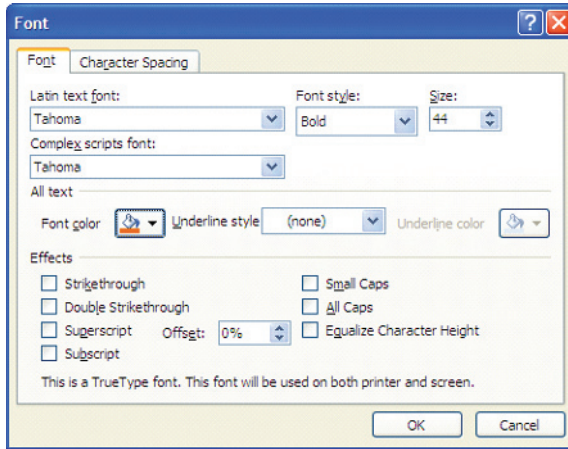 Font
Font Character Spacing
Latin text font: Font style: Size:
Tahoma Bold 44
Complex scripts font:
Tahoma
All text
Font color Underline style (none) Underline color
Effects
Strikethrough Small Caps
Double Strikethrough All Caps
Superscript Offset: 0% Equalize Character Height
Subscript
This is a TrueType font. This font will be used on both printer and screen.
OK Cancel